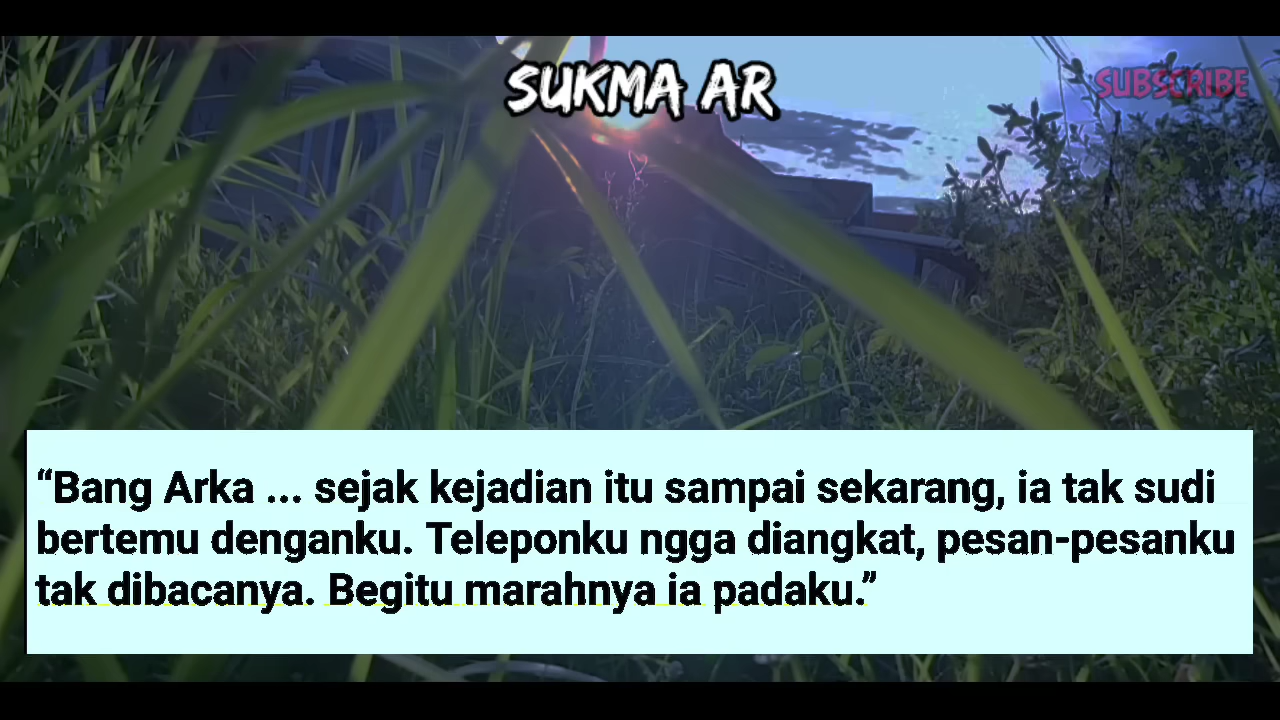 SUKMA AR
SUBSCRIBE
“Bang Arka ... sejak kejadian itu sampai sekarang, ia tak sudi
bertemu denganku. Teleponku ngga diangkat, pesan-pesanku
tak dibacanya. Begitu marahnya ia padaku.”